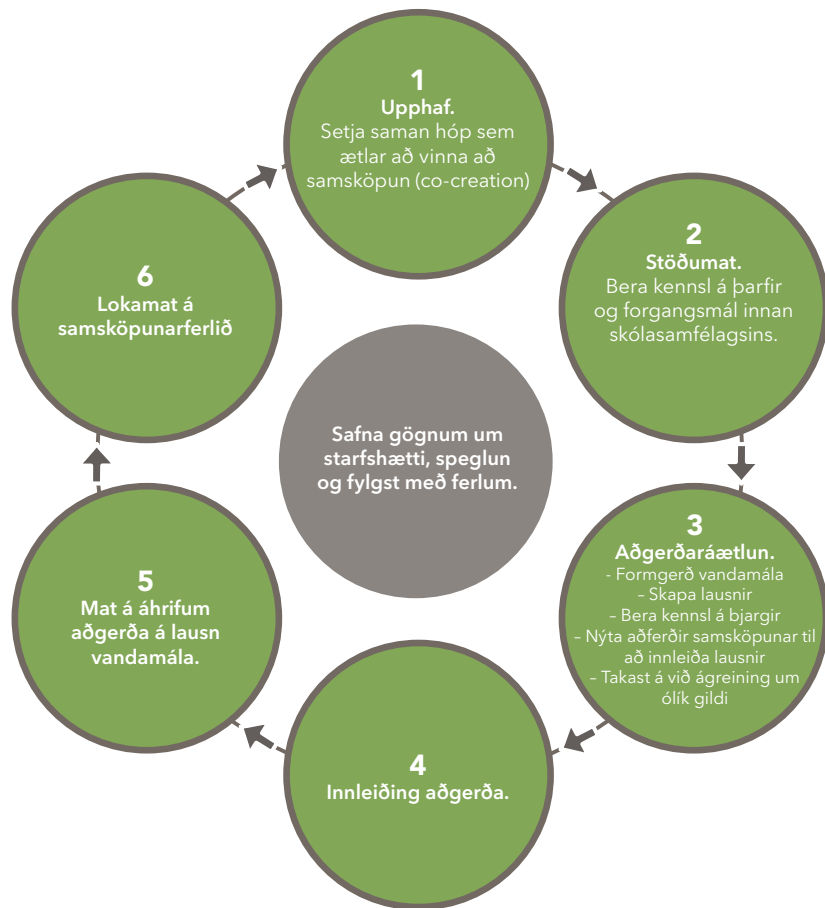 1
Upphaf.
Setja saman hóp sem
ætlar að vinna að
samsköpun (co-creation)
2
Stöðumat.
Bera kennsl á þarfir
og forgangsmál innan
skólasamfélagsins.
3
Aðgerðaráætlun.
- Formgerð vandamála
– Skapa lausnir
– Bera kennsl á bjargir
– Nýta aðferðir samsköpunar til
að innleiða lausnir
– Takast á við ágreining um
ólík gildi
4
Innleiðing aðgerða.
5
Mat á áhrifum
aðgerða á lausn
vandamála.
6
Lokamat á
samsköpunarferlið
Safna gögnum um
starfshætti, speglun
og fylgst með ferlum.